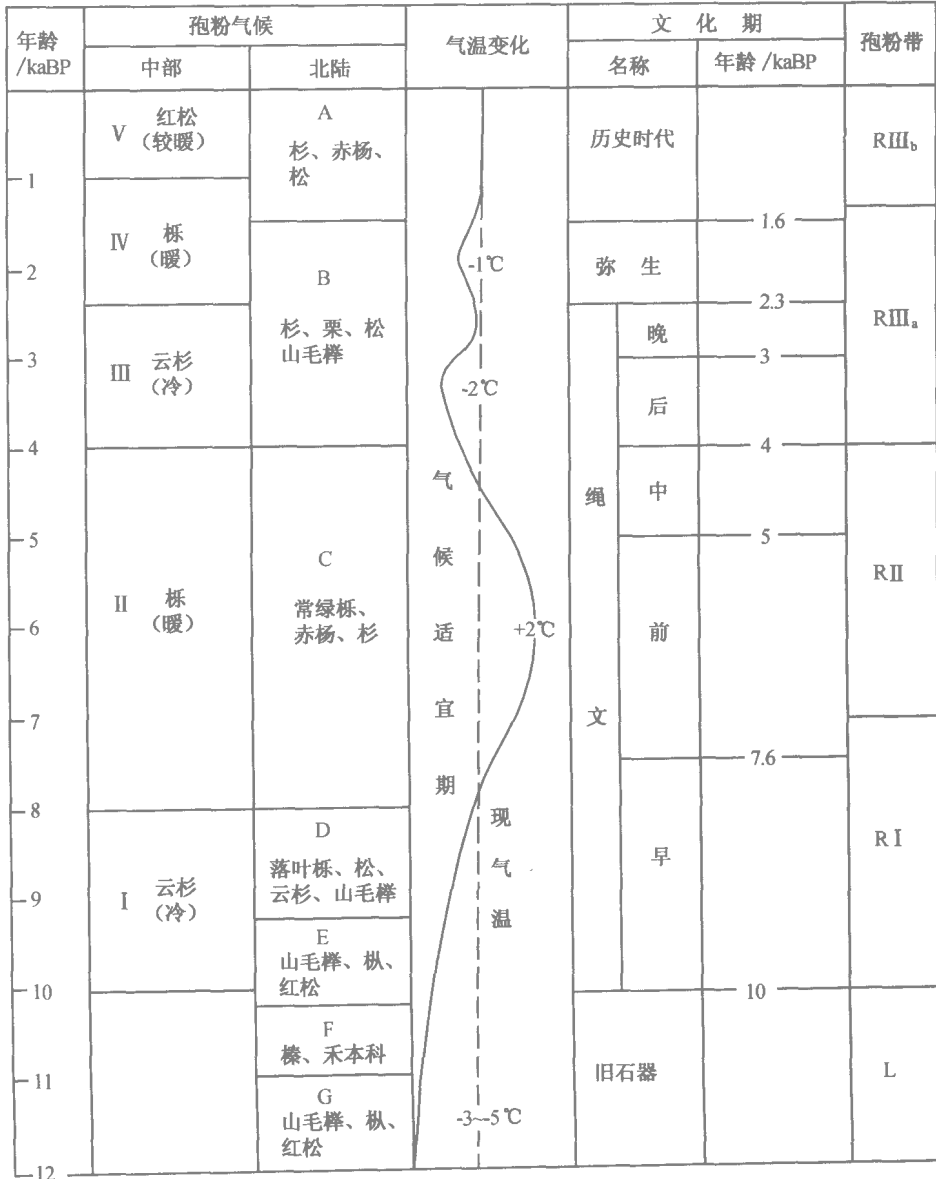 年龄
/kaBP
孢粉气候
中部
北陆
气温变化
文 化 期
名称
年龄 /kaBP
孢粉带
1
2
3
4
5
6
7
8
9
10
11
12
V 红松
(较暖)
IV 栎
(暖)
III 云杉
(冷)
II 栎
(暖)
I 云杉
(冷)
A
杉、赤杨、
松
B
杉、栗、松
山毛榉
C
常绿栎、
赤杨、杉
D
落叶栎、松、
云杉、山毛榉
E
山毛榉、枞、
红松
F
榛、禾本科
G
山毛榉、枞、
红松
-1℃
-2℃
+2℃
-3~-5℃
气
候
适
宜
期
现
气
温
历史时代
弥 生
绳
文
晚
后
中
前
早
旧石器
1.6
2.3
3
4
5
7.6
10
RIIIb
RIIIa
RII
RI
L